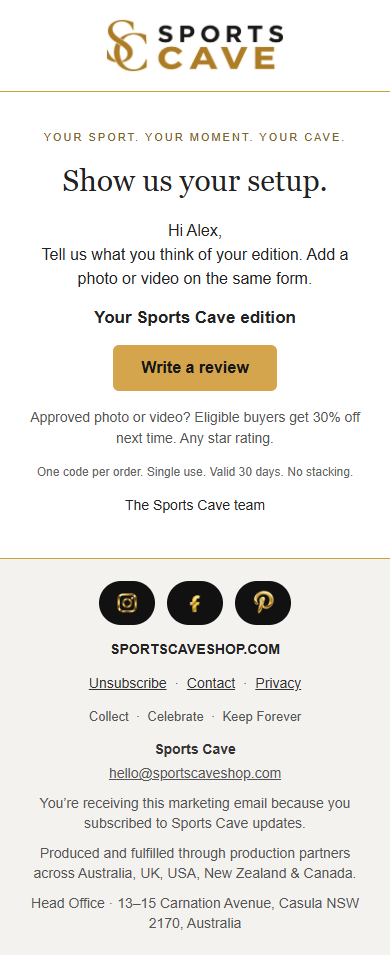 SC SPORTS
CAVE
YOUR SPORT. YOUR MOMENT. YOUR CAVE.
Show us your setup.
Hi Alex,
Tell us what you think of your edition. Add a
photo or video on the same form.
Your Sports Cave edition
Write a review
Approved photo or video? Eligible buyers get 30% off
next time. Any star rating.
One code per order. Single use. Valid 30 days. No stacking.
The Sports Cave team
SPORTSCAVESHOP.COM
Unsubscribe · Contact · Privacy
Collect · Celebrate · Keep Forever
Sports Cave
hello@sportscaveshop.com
You’re receiving this marketing email because you
subscribed to Sports Cave updates.
Produced and fulfilled through production partners
across Australia, UK, USA, New Zealand & Canada.
Head Office · 13–15 Carnation Avenue, Casula NSW
2170, Australia